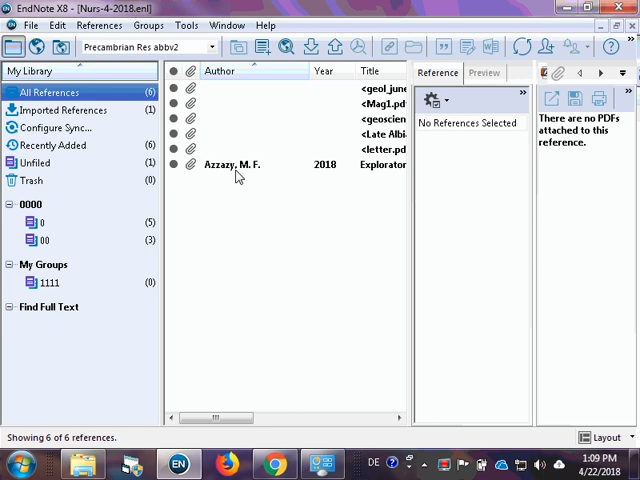 EndNote X8 - [Nurs-4-2018.enl]
File Edit References Groups Tools Window Help
Precambrian Res abbv2
My Library
All References (6)
Imported References (1)
Configure Sync...
Recently Added (6)
Unfiled (1)
Trash (0)
0000
0 (5)
00 (3)
My Groups
1111 (0)
Find Full Text
Author Year Title
<geol_june
<Mag1.pdf
<geoscien
<Late Albia
<letter.pd
Azzazy, M. F. 2018 Explorator
Reference Preview
No References Selected
There are no PDFs
attached to this
reference.
Showing 6 of 6 references.
Layout
EN
DE
1:09 PM
4/22/2018